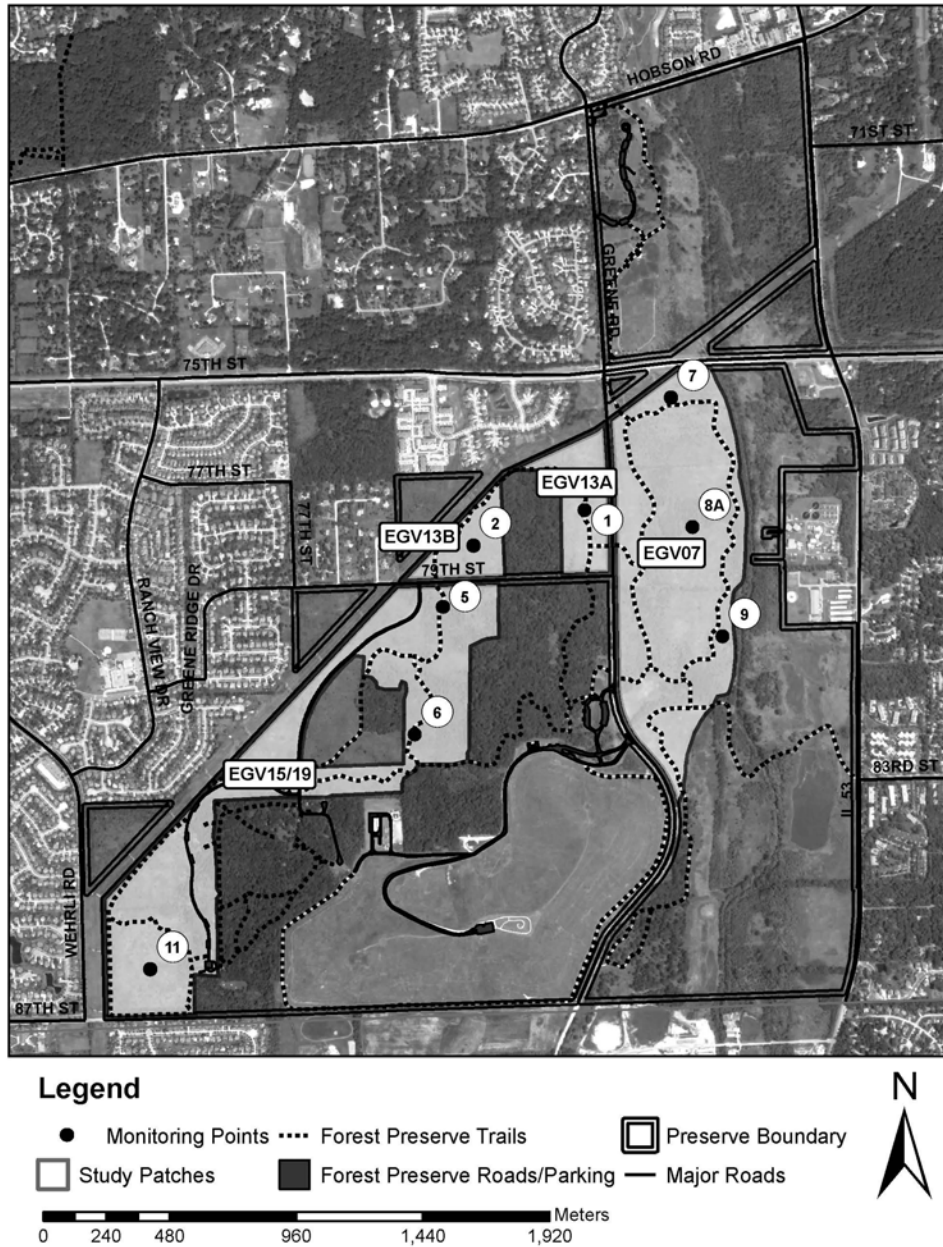 HOBSON RD
71ST ST
GREENE RD
75TH ST
7
77TH ST
77TH ST
EGV13A
8A
2
1
EGV13B
EGV07
79TH ST
5
9
RANCH VIEW DR
GREENE RIDGE DR
6
EGV15/19
83RD ST
IL 53
WEHRLI RD
11
87TH ST
Legend
N
Monitoring Points
Forest Preserve Trails
Preserve Boundary
Study Patches
Forest Preserve Roads/Parking
Major Roads
Meters
0 240 480 960 1,440 1,920